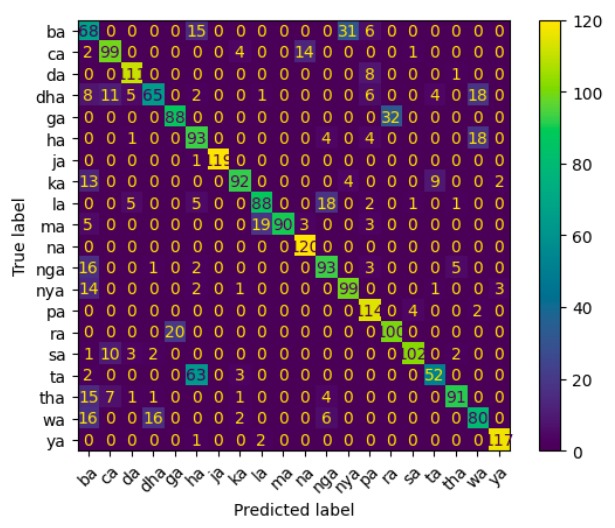 120
ba 68 0 0 0 0 15 0 0 0 0 0 0 31 6 0 0 0 0 0 0
ca 2 99 0 0 0 0 0 4 0 0 14 0 0 0 0 1 0 0 0 0
da 0 0 111 0 0 0 0 0 0 0 0 0 0 8 0 0 0 1 0 0
100
dha 8 11 5 65 0 2 0 0 1 0 0 0 0 6 0 0 4 0 18 0
ga 0 0 0 0 88 0 0 0 0 0 0 0 0 0 32 0 0 0 0 0
ha 0 0 1 0 0 93 0 0 0 0 0 4 0 4 0 0 0 0 18 0
ja 0 0 0 0 0 1 119 0 0 0 0 0 0 0 0 0 0 0 0 0
80
ka 13 0 0 0 0 0 0 92 0 0 0 0 4 0 0 0 9 0 0 2
la 0 0 5 0 0 5 0 0 88 0 0 18 0 2 0 1 0 1 0 0
ma 5 0 0 0 0 0 0 0 19 90 3 0 0 3 0 0 0 0 0 0
60
True label
na 0 0 0 0 0 0 0 0 0 0 120 0 0 0 0 0 0 0 0 0
nga 16 0 0 1 0 2 0 0 0 0 0 93 0 3 0 0 0 5 0 0
nya 14 0 0 0 0 2 0 1 0 0 0 0 99 0 0 0 1 0 0 3
40
pa 0 0 0 0 0 0 0 0 0 0 0 0 0 114 0 4 0 0 2 0
ra 0 0 0 0 20 0 0 0 0 0 0 0 0 0 100 0 0 0 0 0
sa 1 10 3 2 0 0 0 0 0 0 0 0 0 0 0 102 0 2 0 0
20
ta 2 0 0 0 0 63 0 3 0 0 0 0 0 0 0 0 52 0 0 0
tha 15 7 1 1 0 0 0 1 0 0 0 4 0 0 0 0 0 91 0 0
wa 16 0 0 16 0 0 0 2 0 0 0 6 0 0 0 0 0 0 80 0
ya 0 0 0 0 0 1 0 0 2 0 0 0 0 0 0 0 0 0 0 117
0
ba ca da dha ga ha ja ka la ma na nga nya pa ra sa ta tha wa ya
Predicted label